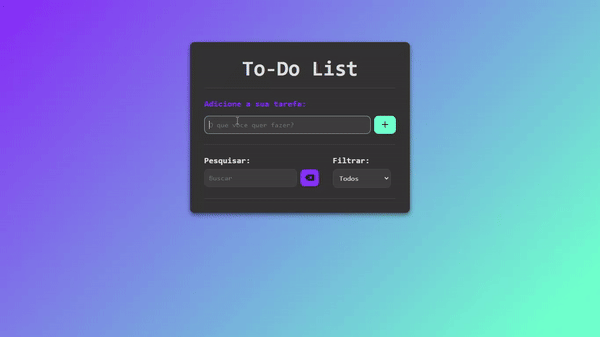 To-Do List
Adicione a sua tarefa:
O que você quer fazer?
+
Pesquisar: Filtrar:
Buscar Todos